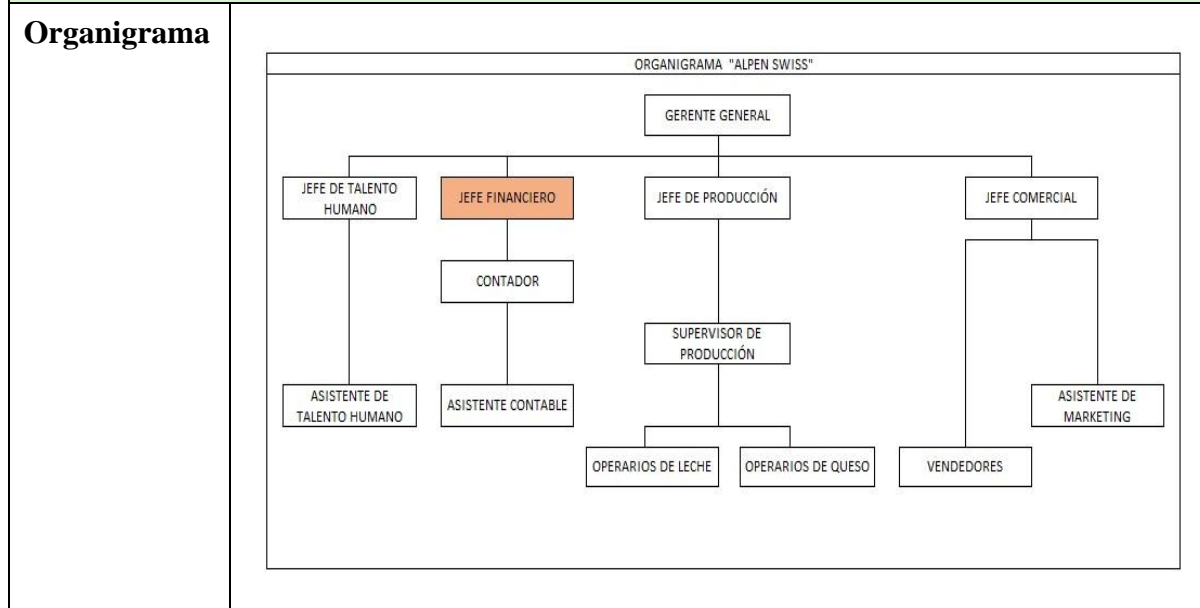 Organigrama
ORGANIGRAMA "ALPEN SWISS"
GERENTE GENERAL
JEFE DE TALENTO
HUMANO
JEFE FINANCIERO
JEFE DE PRODUCCIÓN
JEFE COMERCIAL
CONTADOR
SUPERVISOR DE
PRODUCCIÓN
ASISTENTE DE
TALENTO HUMANO
ASISTENTE CONTABLE
ASISTENTE DE
MARKETING
OPERARIOS DE LECHE
OPERARIOS DE QUESO
VENDEDORES